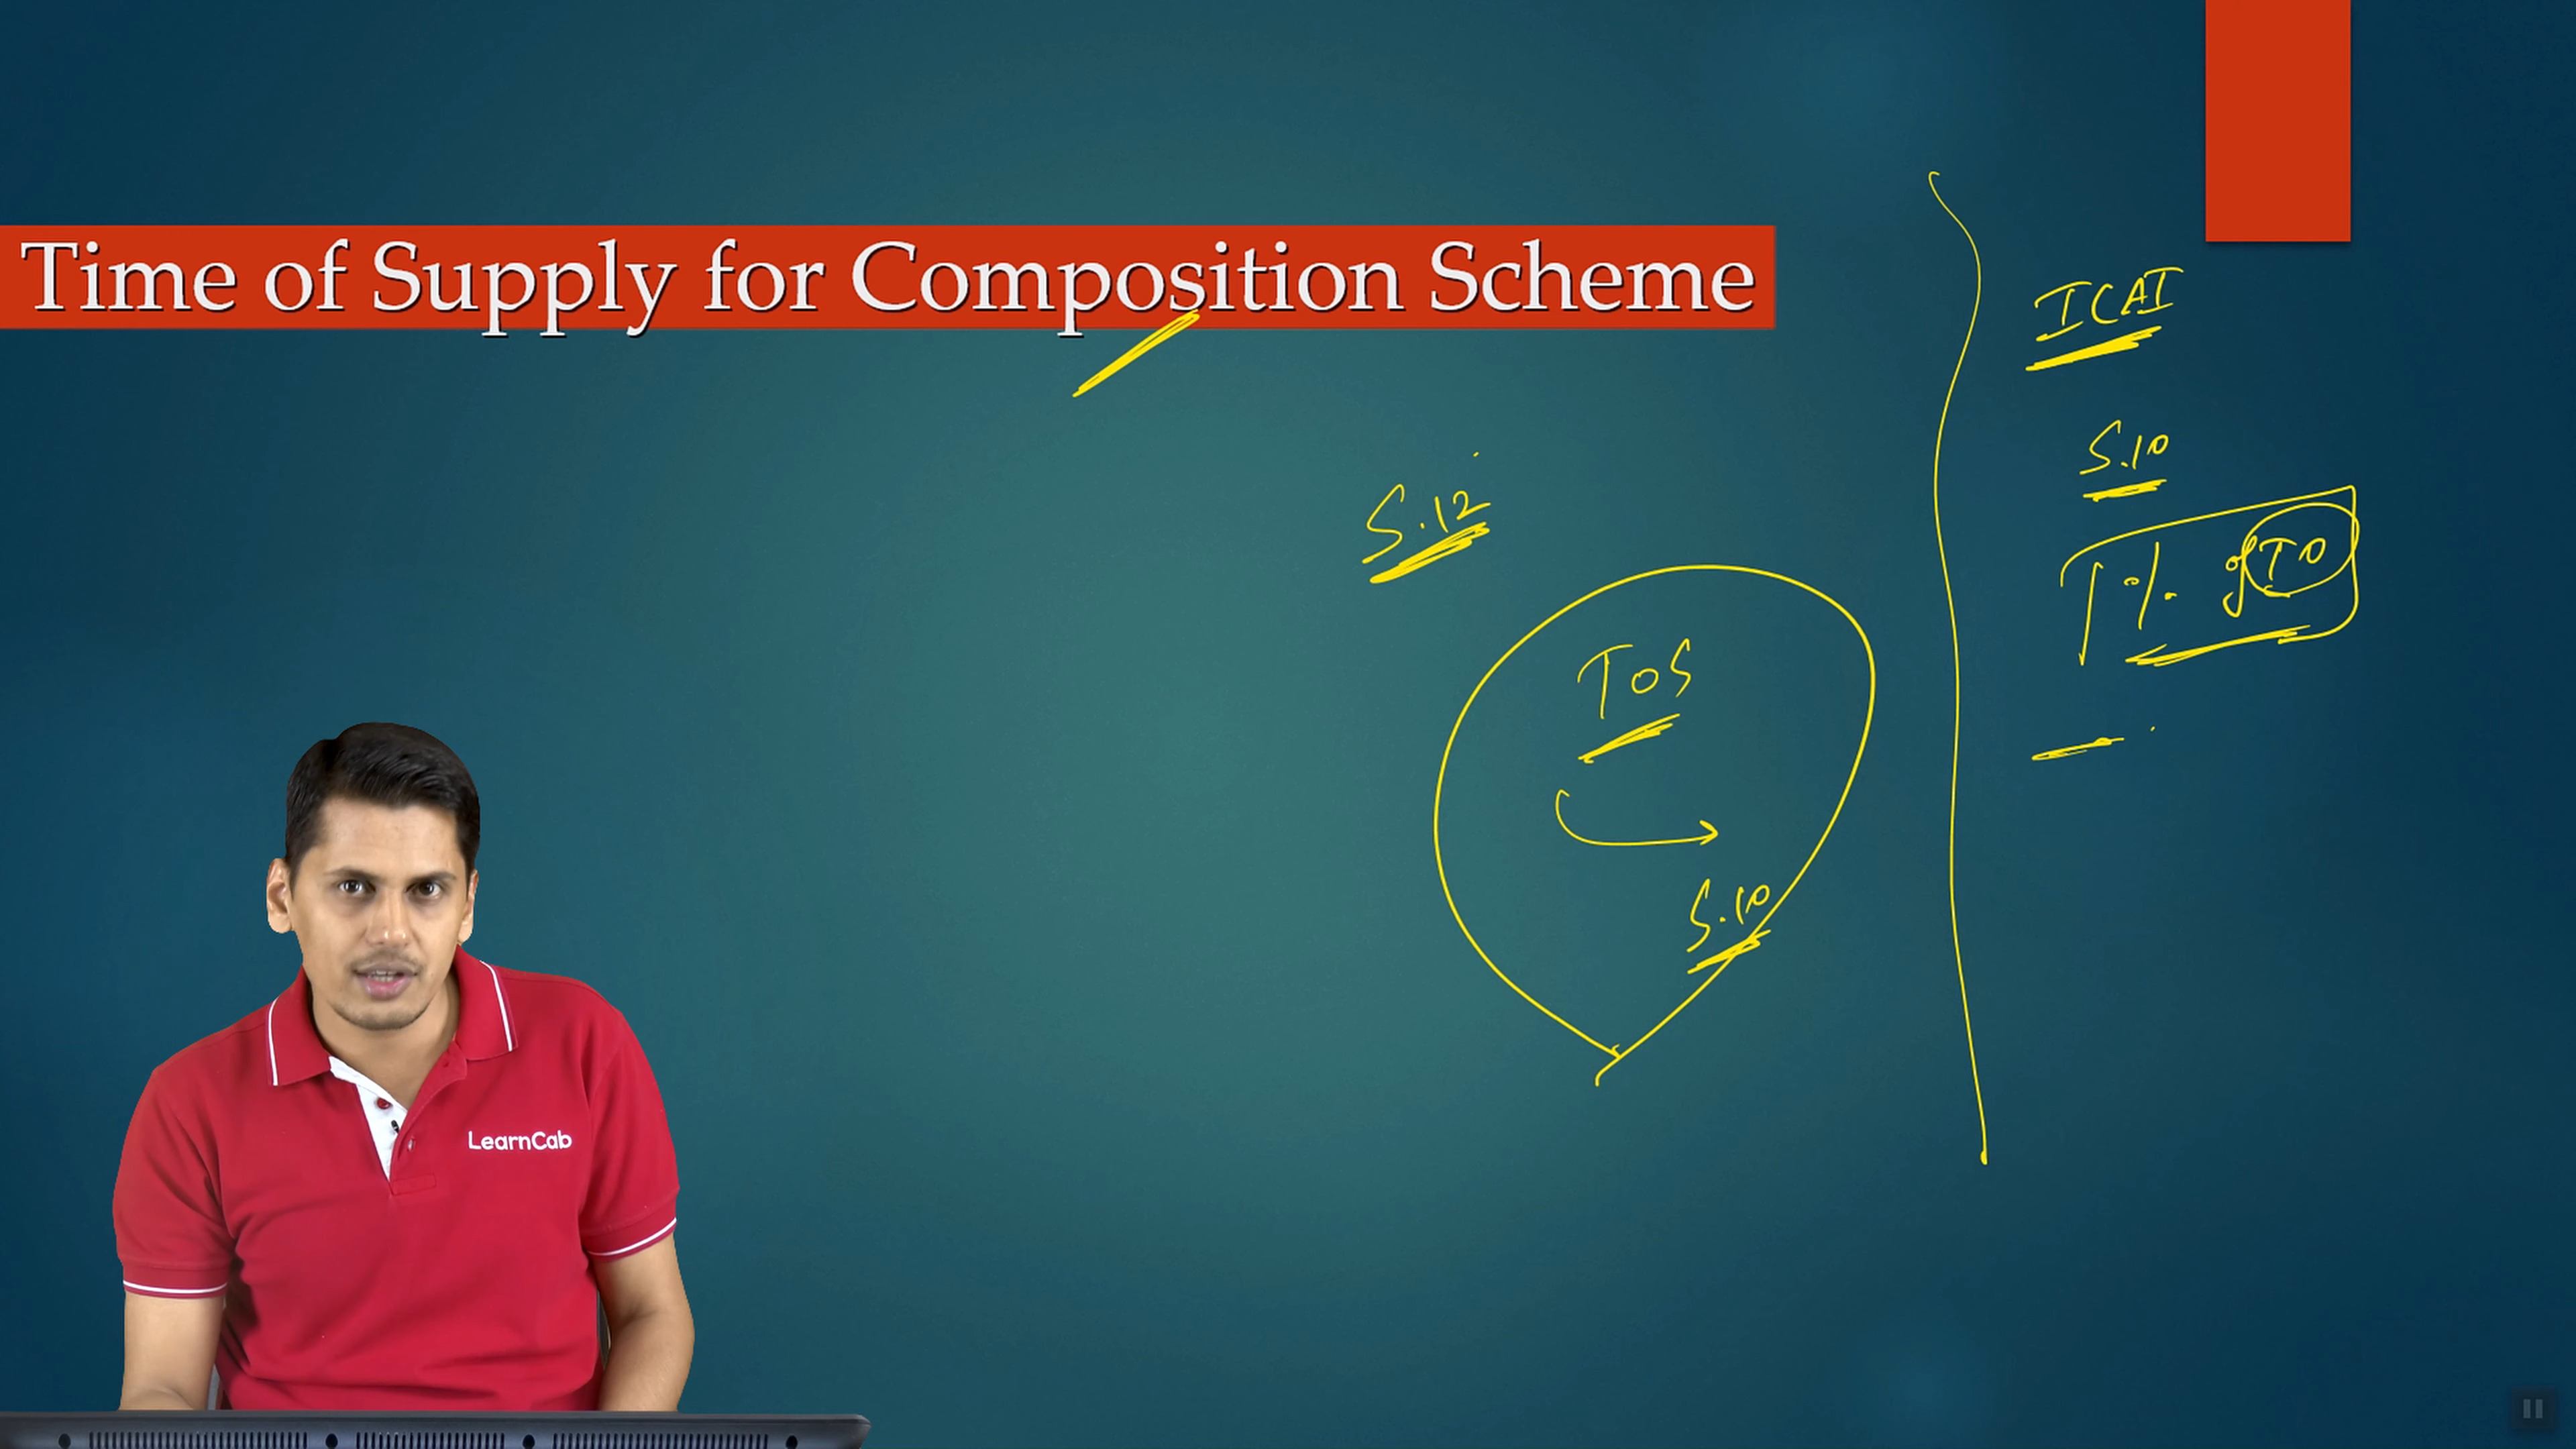 Time of Supply for Composition Scheme
S.12
TOS
S.10
ICAI
S.10
1% of TO
LearnCab